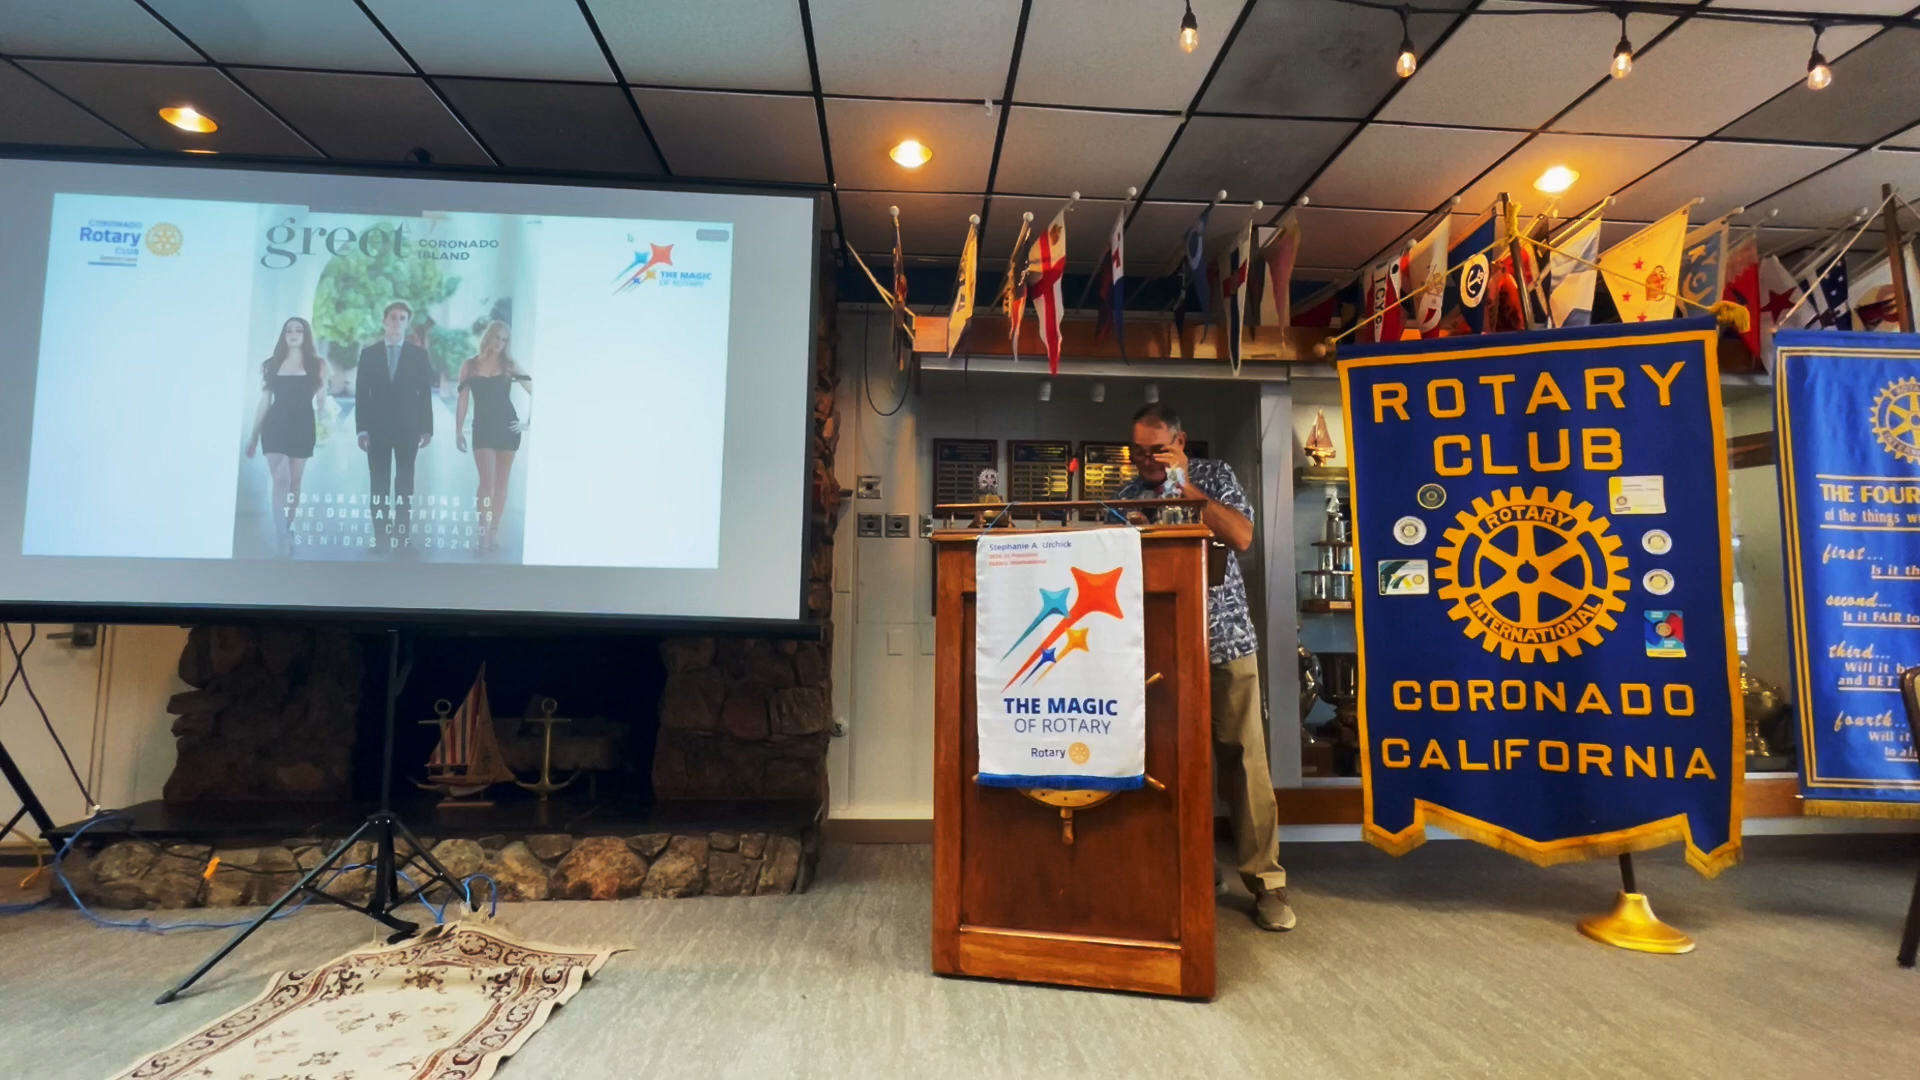 CORONADO
Rotary
CLUB
greet
CORONADO
ISLAND
THE MAGIC
OF ROTARY
CONGRATULATIONS TO
THE DUNCAN TRIPLETS
AND THE CORONADO
SENIORS OF 2024
Stephanie A. Urchick
THE MAGIC
OF ROTARY
Rotary
TCYC
ROTARY
CLUB
ROTARY
INTERNATIONAL
CORONADO
CALIFORNIA
THE FOUR
of the things w
first...
Is it th
second...
Is it FAIR to
third...
Will it b
and BET
fourth...
Will it
to al